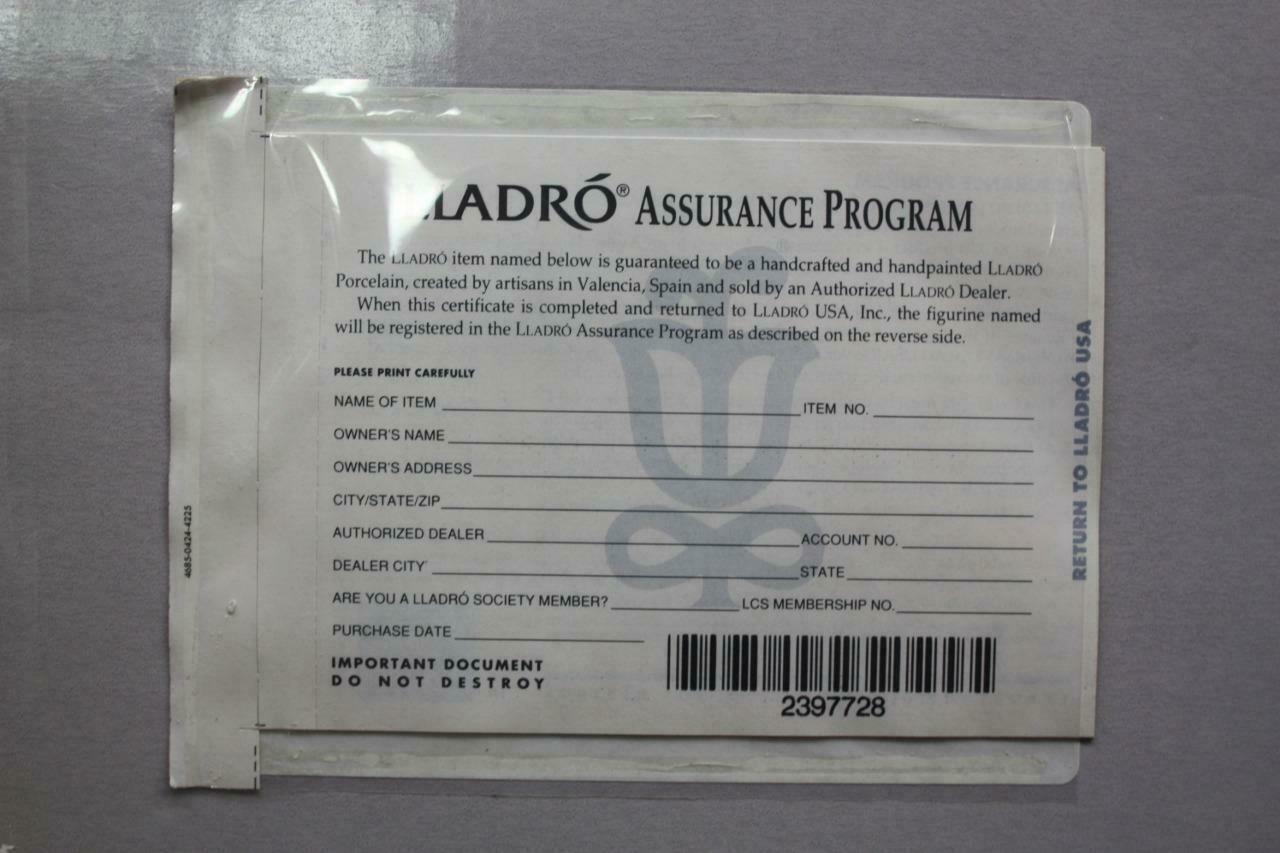 LLADRÓ® ASSURANCE PROGRAM
The LLADRÓ item named below is guaranteed to be a handcrafted and handpainted LLADRÓ
Porcelain, created by artisans in Valencia, Spain and sold by an Authorized LLADRÓ Dealer.
When this certificate is completed and returned to LLADRÓ USA, Inc., the figurine named
will be registered in the LLADRÓ Assurance Program as described on the reverse side.
PLEASE PRINT CAREFULLY
NAME OF ITEM ITEM NO.
OWNER'S NAME
OWNER'S ADDRESS
CITY/STATE/ZIP
AUTHORIZED DEALER ACCOUNT NO.
DEALER CITY STATE
ARE YOU A LLADRÓ SOCIETY MEMBER? LCS MEMBERSHIP NO.
PURCHASE DATE
IMPORTANT DOCUMENT
DO NOT DESTROY
2397728
RETURN TO LLADRÓ USA
4685-0424-4225